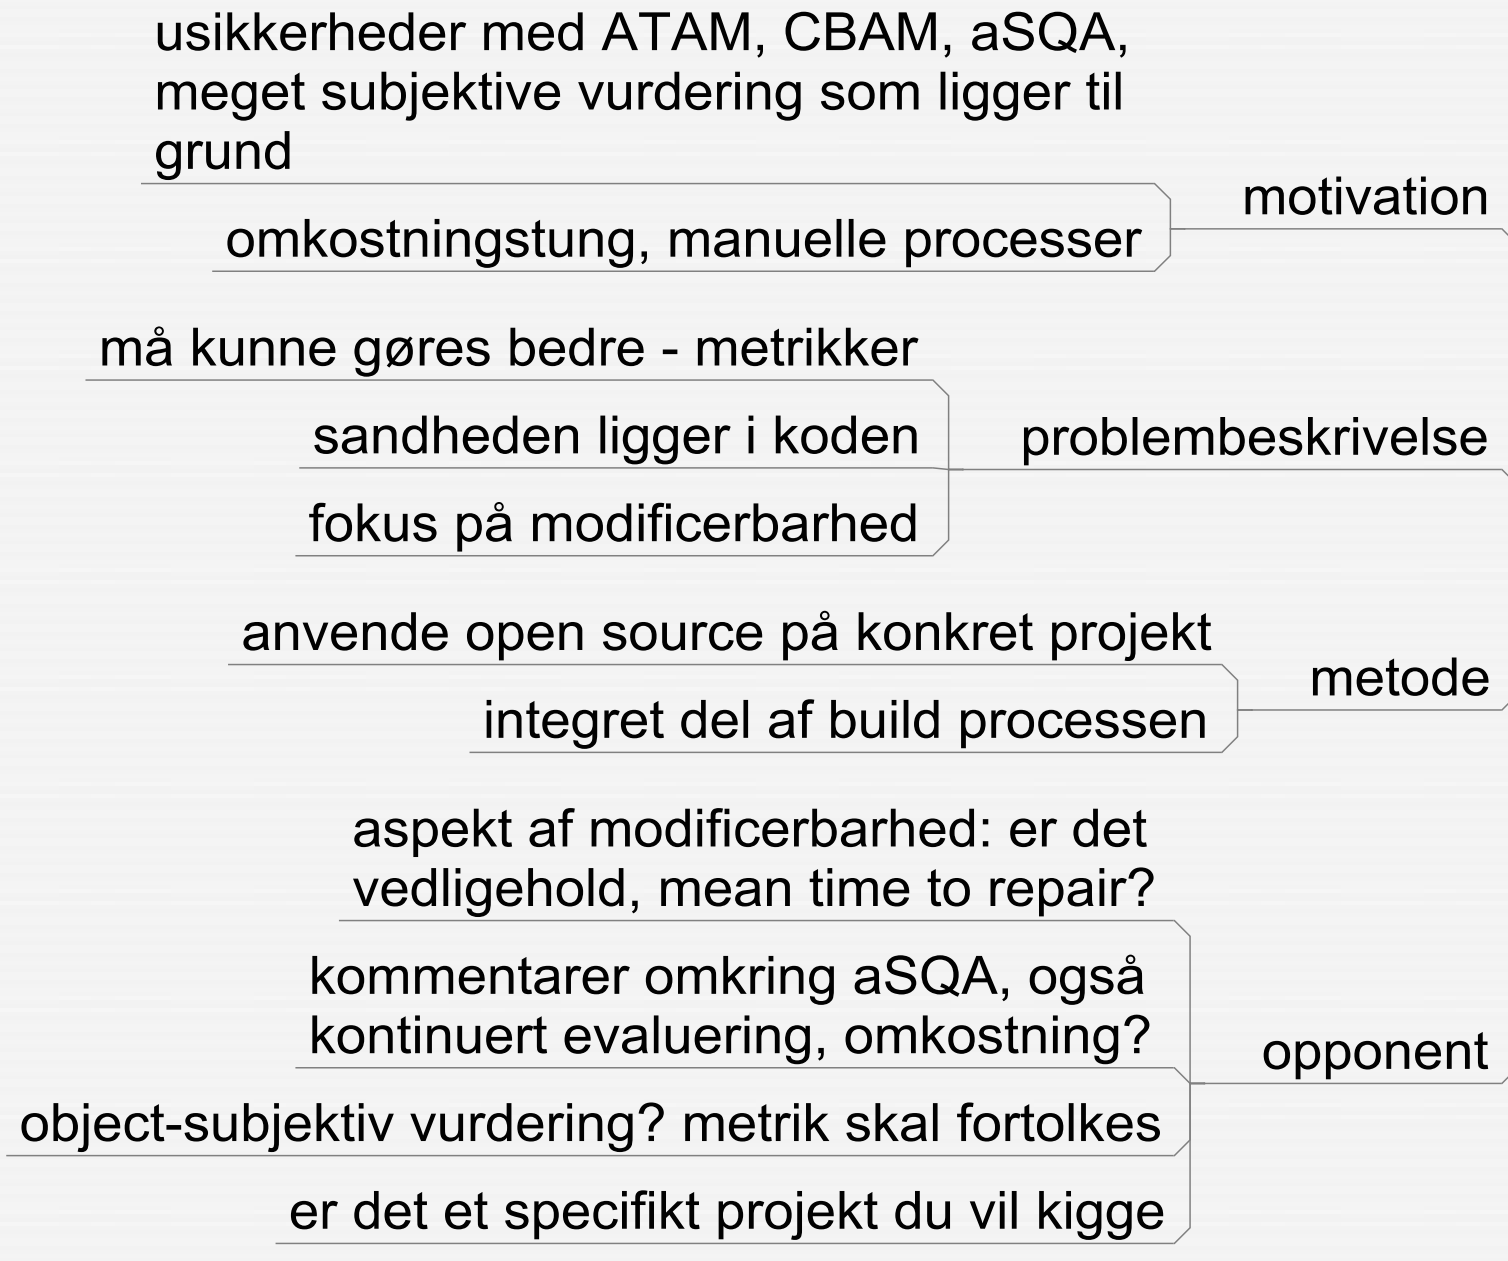 usikkerheder med ATAM, CBAM, aSQA,
meget subjektive vurdering som ligger til
grund
omkostningstung, manuelle processer
motivation
må kunne gøres bedre - metrikker
sandheden ligger i koden
fokus på modificerbarhed
problembeskrivelse
anvende open source på konkret projekt
integret del af build processen
metode
aspekt af modificerbarhed: er det
vedligehold, mean time to repair?
kommentarer omkring aSQA, også
kontinuert evaluering, omkostning?
object-subjektiv vurdering? metrik skal fortolkes
er det et specifikt projekt du vil kigge
opponent